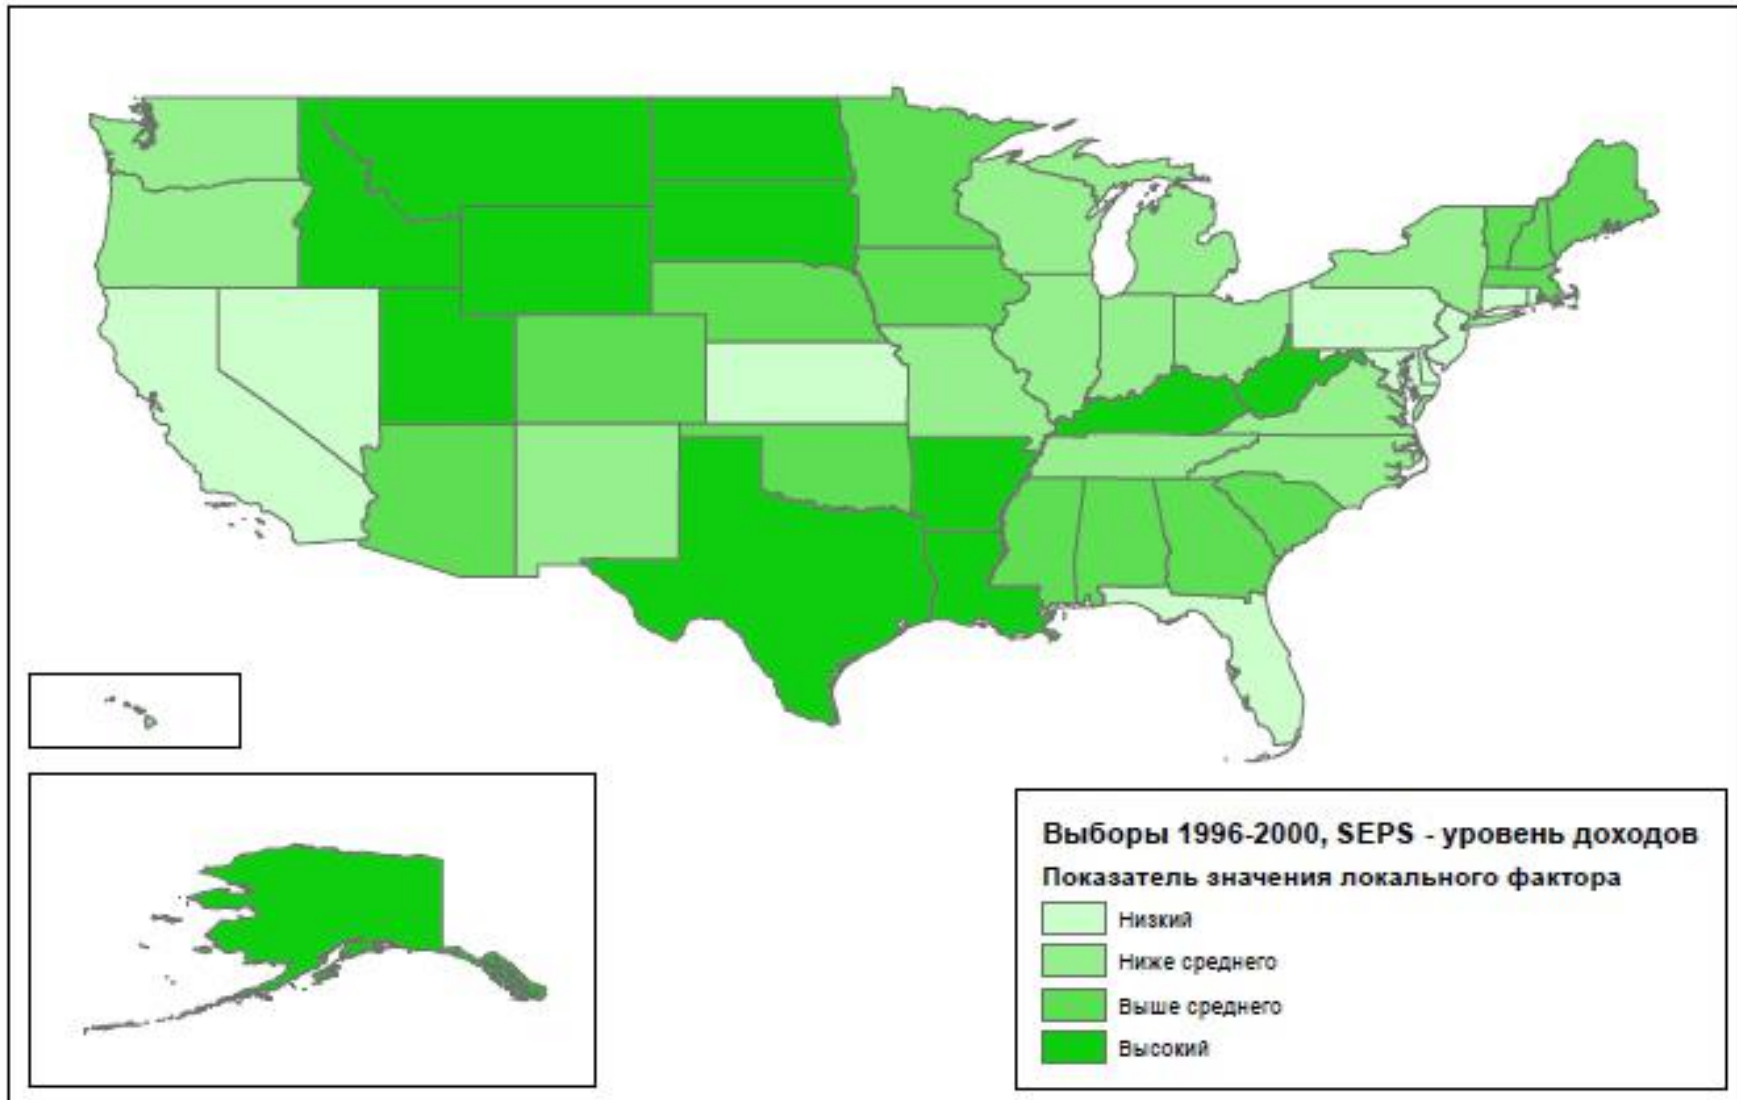 Выборы 1996-2000, SEPS - уровень доходов
Показатель значения локального фактора
Низкий
Ниже среднего
Выше среднего
Высокий